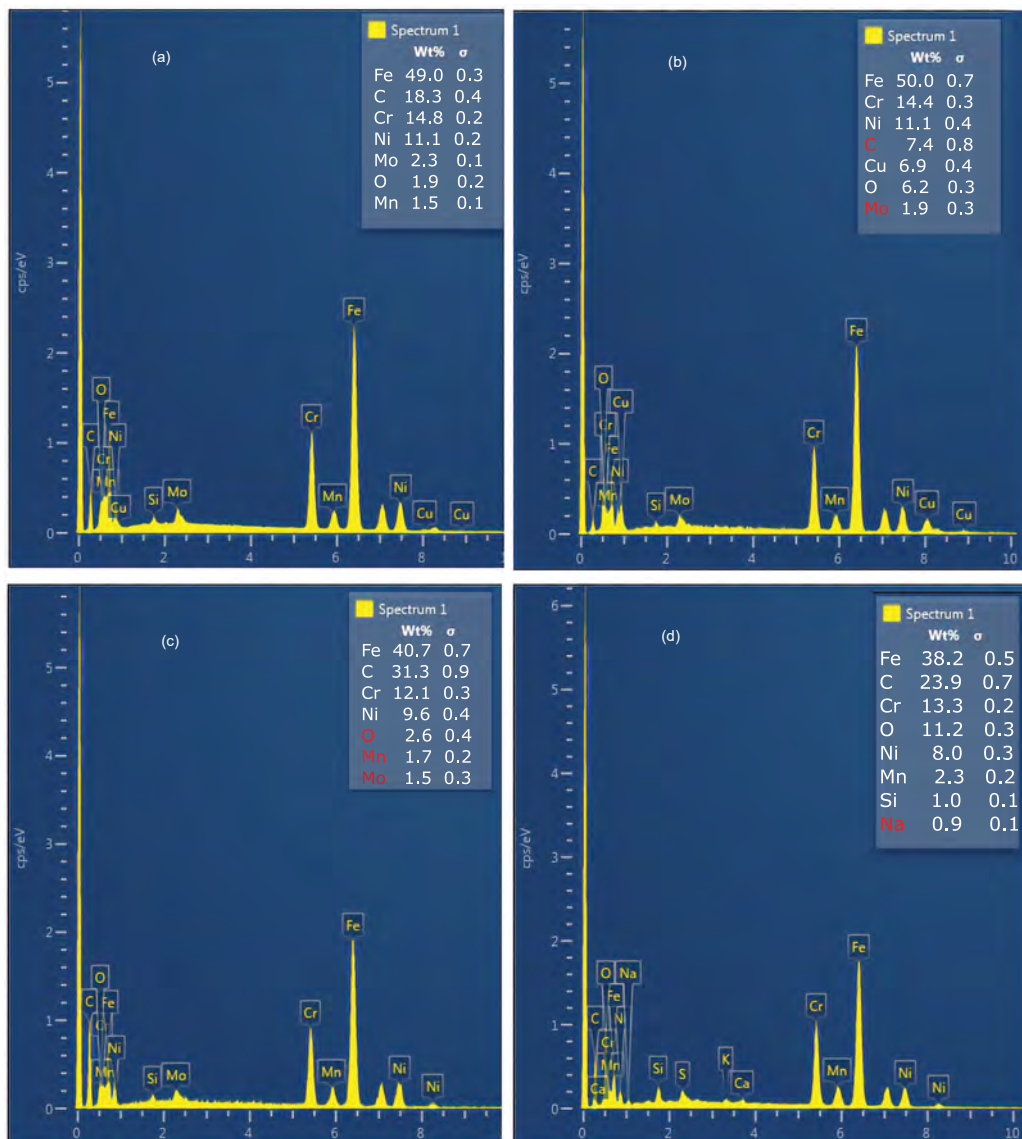 (a)
Spectrum 1
Wt% σ
Fe 49.0 0.3
C 18.3 0.4
Cr 14.8 0.2
Ni 11.1 0.2
Mo 2.3 0.1
O 1.9 0.2
Mn 1.5 0.1
cps/eV
5
4
3
2
1
0
O
Fe
C
Ni
Cr
Mn
Cu
Si
Mo
Cr
Mn
Fe
Ni
Cu
Cu
0 2 4 6 8
(b)
Spectrum 1
Wt% σ
Fe 50.0 0.7
Cr 14.4 0.3
Ni 11.1 0.4
C 7.4 0.8
Cu 6.9 0.4
O 6.2 0.3
Mo 1.9 0.3
cps/eV
5
4
3
2
1
0
O
Cu
Cr
Fe
C
Ni
Mn
Si
Mo
Cr
Mn
Fe
Ni
Cu
Cu
0 2 4 6 8 10
(c)
Spectrum 1
Wt% σ
Fe 40.7 0.7
C 31.3 0.9
Cr 12.1 0.3
Ni 9.6 0.4
O 2.6 0.4
Mn 1.7 0.2
Mo 1.5 0.3
cps/eV
5
4
3
2
1
0
O
C
Fe
Cr
Ni
Mn
Si
Mo
Cr
Mn
Fe
Ni
Ni
0 2 4 6 8
(d)
Spectrum 1
Wt% σ
Fe 38.2 0.5
C 23.9 0.7
Cr 13.3 0.2
O 11.2 0.3
Ni 8.0 0.3
Mn 2.3 0.2
Si 1.0 0.1
Na 0.9 0.1
cps/eV
6
5
4
3
2
1
0
O
Na
Fe
C
N
Cr
Mn
Ca
Si
S
K
Ca
Cr
Mn
Fe
Ni
Ni
0 2 4 6 8 10